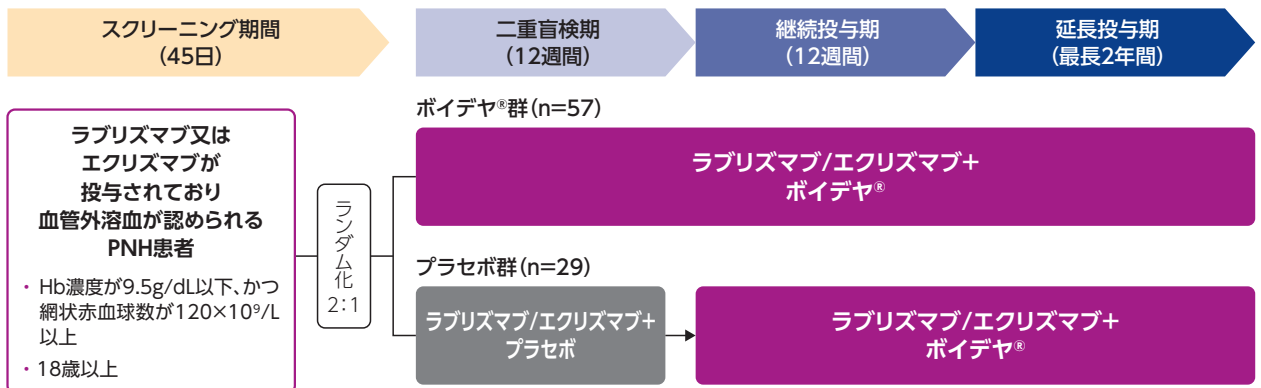 スクリーニング期間
(45日)
二重盲検期
(12週間)
継続投与期
(12週間)
延長投与期
(最長2年間)
ラブリズマブ又は
エクリズマブが
投与されており
血管外溶血が認められる
PNH患者
・Hb濃度が9.5g/dL以下、かつ
網状赤血球数が120×10⁹/L
以上
・18歳以上
ランダム化
2:1
ボイデヤ®群(n=57)
ラブリズマブ/エクリズマブ+
ボイデヤ®
プラセボ群(n=29)
ラブリズマブ/エクリズマブ+
プラセボ
ラブリズマブ/エクリズマブ+
ボイデヤ®